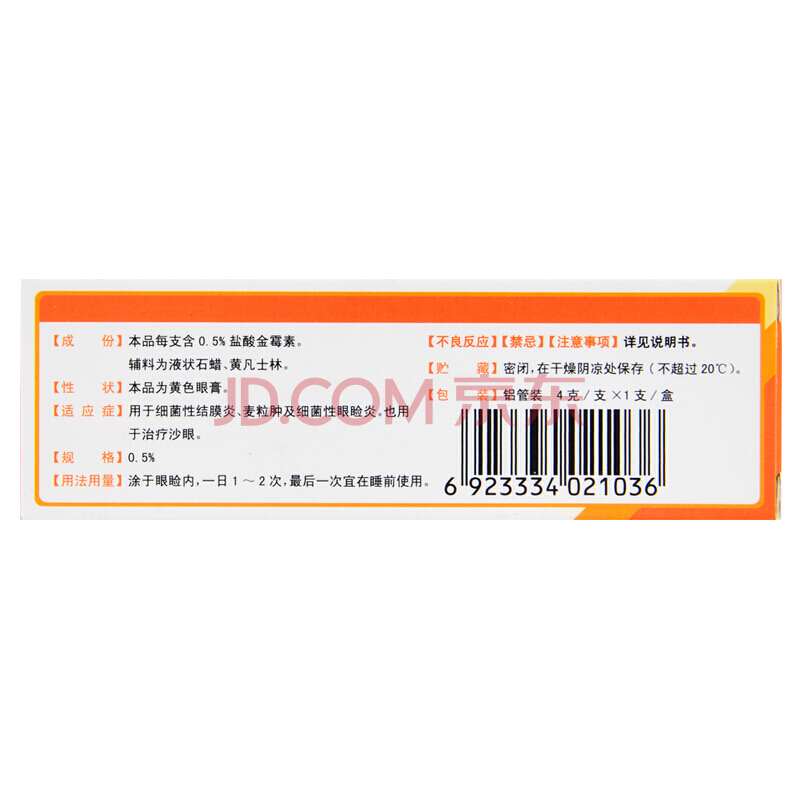 【成 份】本品每支含0.5%盐酸金霉素。
辅料为液状石蜡、黄凡士林。
【性 状】本品为黄色眼膏。
【适应症】用于细菌性结膜炎、麦粒肿及细菌性眼睑炎。也用
于治疗沙眼。
【规 格】0.5%
【用法用量】涂于眼睑内，一日1～2次，最后一次宜在睡前使用。
【不良反应】【禁忌】【注意事项】详见说明书。
【贮 藏】密闭，在干燥阴凉处保存（不超过20℃）。
【包 装】铝管装 4克/支×1支/盒
6 923334 021036
JD.COM 京东